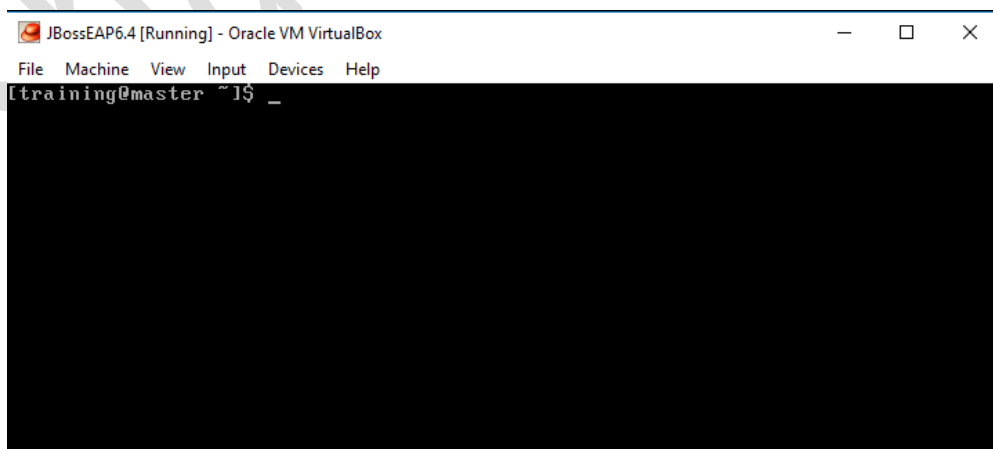 JBossEAP6.4 [Running] - Oracle VM VirtualBox
File Machine View Input Devices Help
[training@master ~]$ _